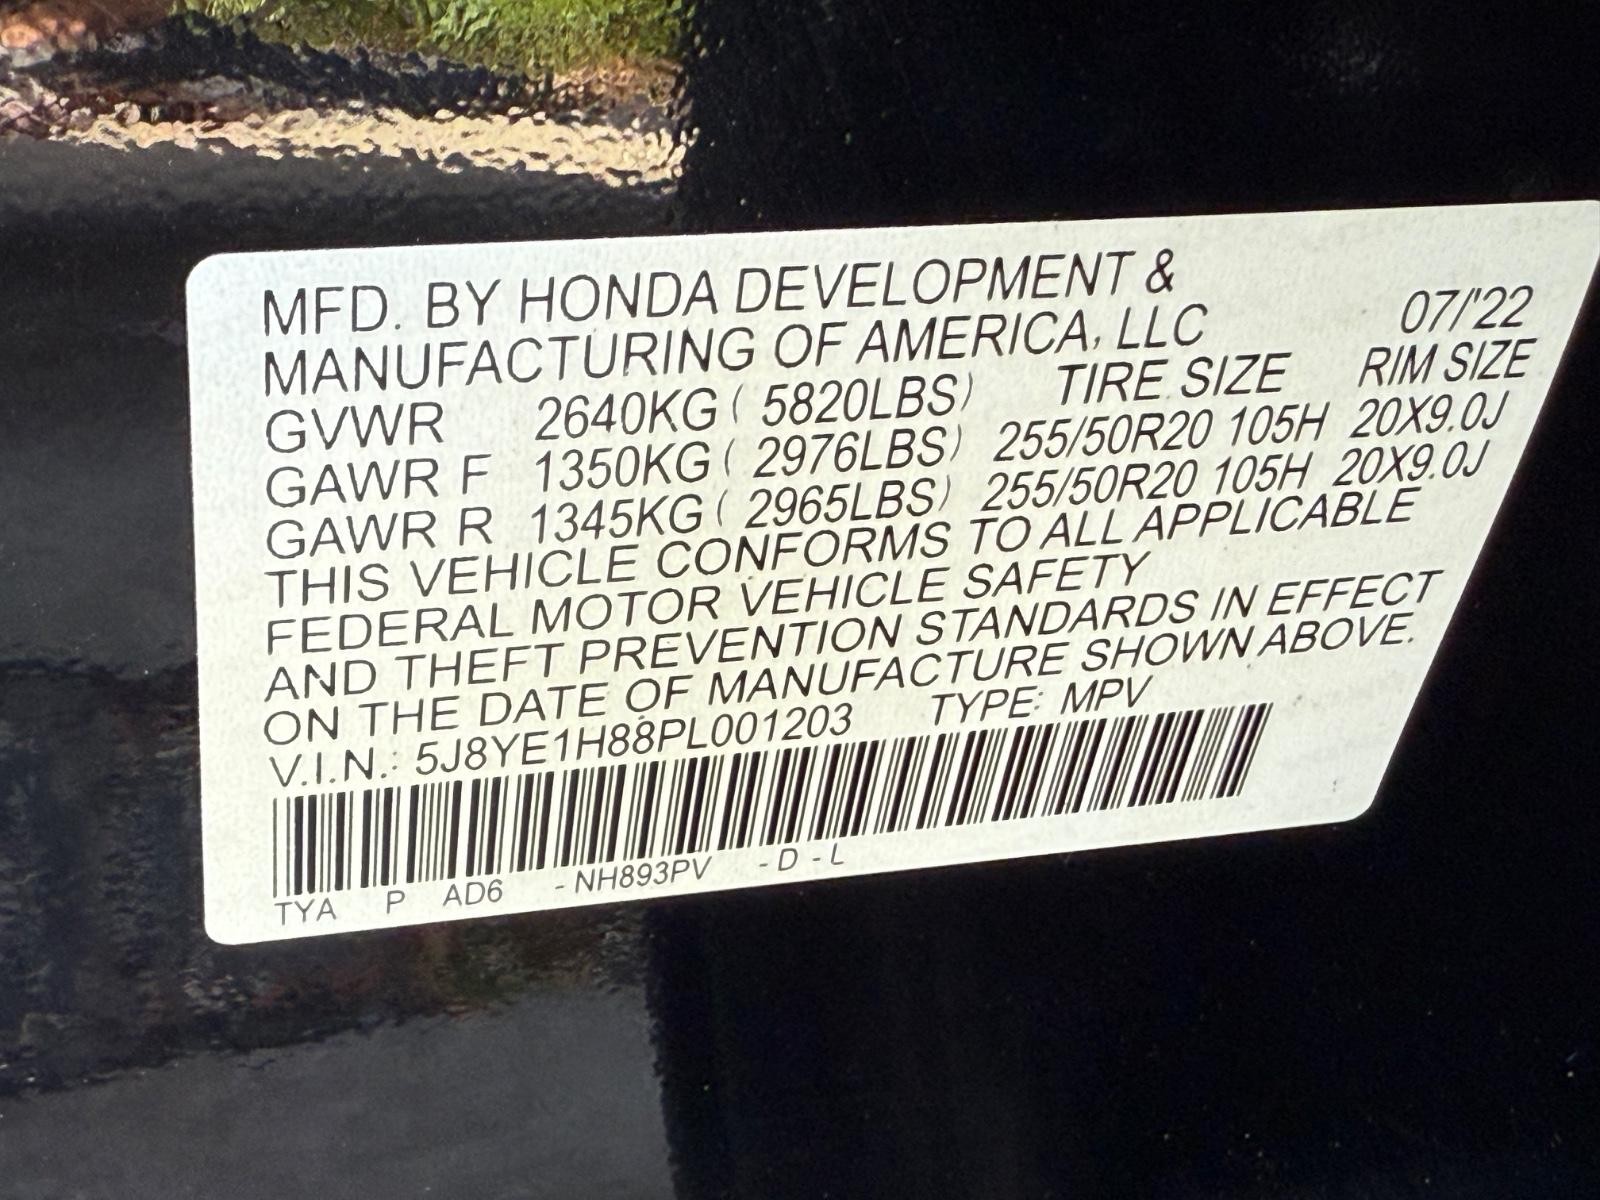 MFD. BY HONDA DEVELOPMENT &
MANUFACTURING OF AMERICA, LLC 07/'22
GVWR 2640KG ( 5820LBS) TIRE SIZE RIM SIZE
GAWR F 1350KG ( 2976LBS) 255/50R20 105H 20X9.0J
GAWR R 1345KG ( 2965LBS) 255/50R20 105H 20X9.0J
THIS VEHICLE CONFORMS TO ALL APPLICABLE
FEDERAL MOTOR VEHICLE SAFETY
AND THEFT PREVENTION STANDARDS IN EFFECT
ON THE DATE OF MANUFACTURE SHOWN ABOVE.
V.I.N.: 5J8YE1H88PL001203 TYPE: MPV
TYA P AD6 -NH893PV -D-L